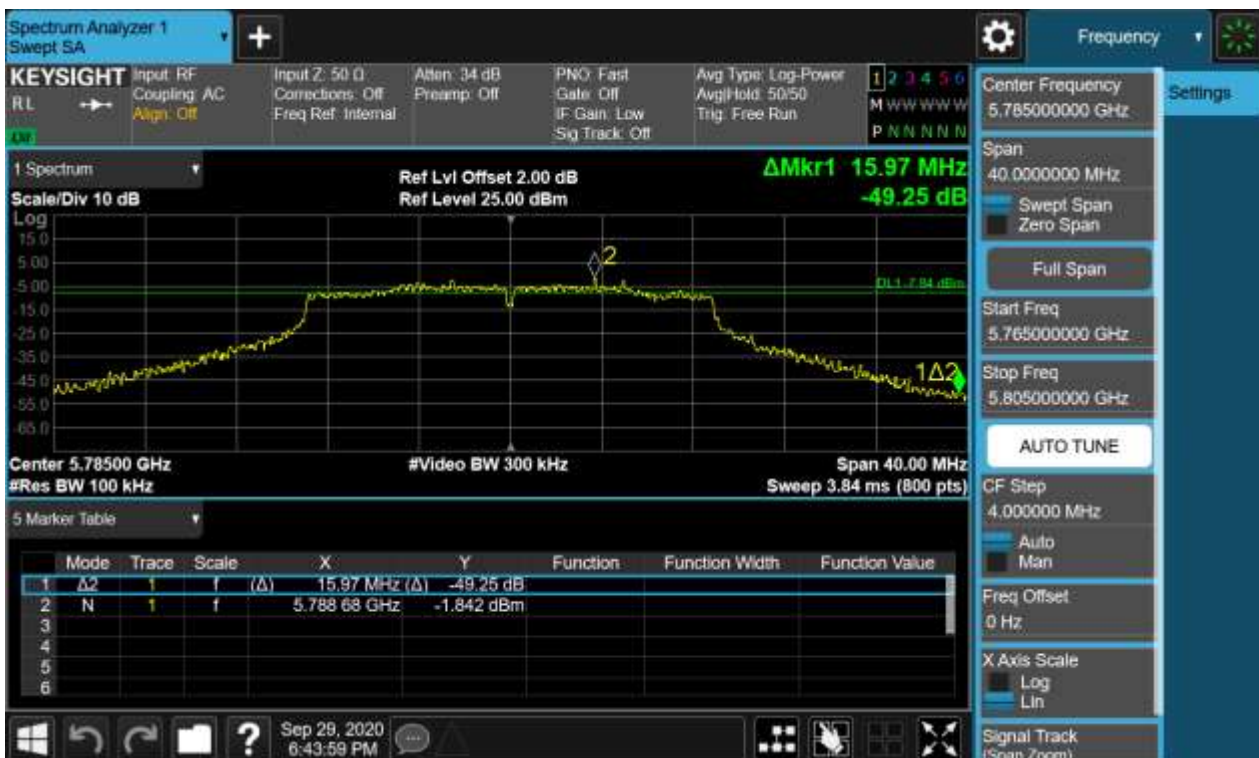 Spectrum Analyzer 1
Swept SA
+
Frequency
KEYSIGHT
RL
Input: RF
Coupling: AC
Align: Off
Input Z: 50 Ω
Corrections: Off
Freq Ref: Internal
Atten: 34 dB
Preamp: Off
PNO: Fast
Gate: Off
IF Gain: Low
Sig Track: Off
Avg Type: Log-Power
Avg|Hold: 50/50
Trig: Free Run
1 2 3 4 5 6
M W W W W W
P N N N N N
1 Spectrum
Scale/Div 10 dB
Ref Lvl Offset 2.00 dB
Ref Level 25.00 dBm
ΔMkr1 15.97 MHz
-49.25 dB
Log
15.0
5.00
-5.00
-15.0
-25.0
-35.0
-45.0
-55.0
-65.0
2
DL1 -7.84 dBm
1Δ2
Center 5.78500 GHz
#Res BW 100 kHz
#Video BW 300 kHz
Span 40.00 MHz
Sweep 3.84 ms (800 pts)
5 Marker Table
Mode Trace Scale X Y Function Function Width Function Value
1 Δ2 1 f (Δ) 15.97 MHz (Δ) -49.25 dB
2 N 1 f 5.788 68 GHz -1.842 dBm
3
4
5
6
Sep 29, 2020
6:43:59 PM
Settings
Center Frequency
5.785000000 GHz
Span
40.0000000 MHz
Swept Span
Zero Span
Full Span
Start Freq
5.765000000 GHz
Stop Freq
5.805000000 GHz
AUTO TUNE
CF Step
4.000000 MHz
Auto
Man
Freq Offset
0 Hz
X Axis Scale
Log
Lin
Signal Track
(Span Zoom)